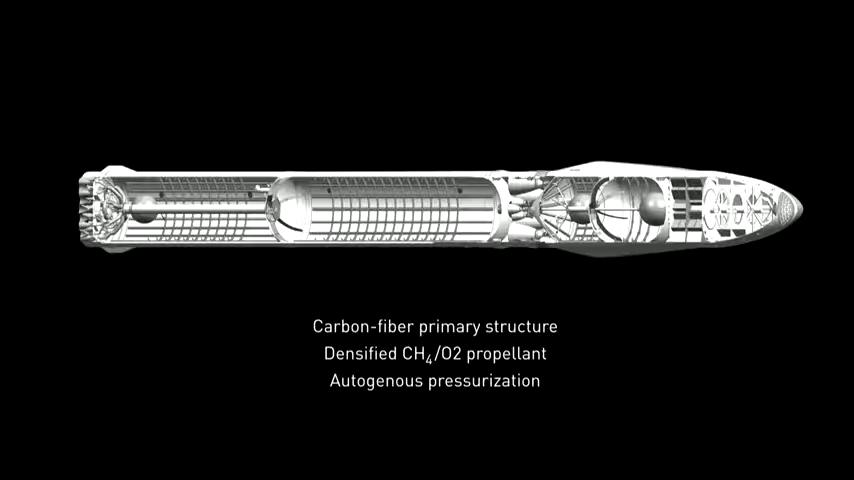 Carbon-fiber primary structure
Densified CH₄/O2 propellant
Autogenous pressurization